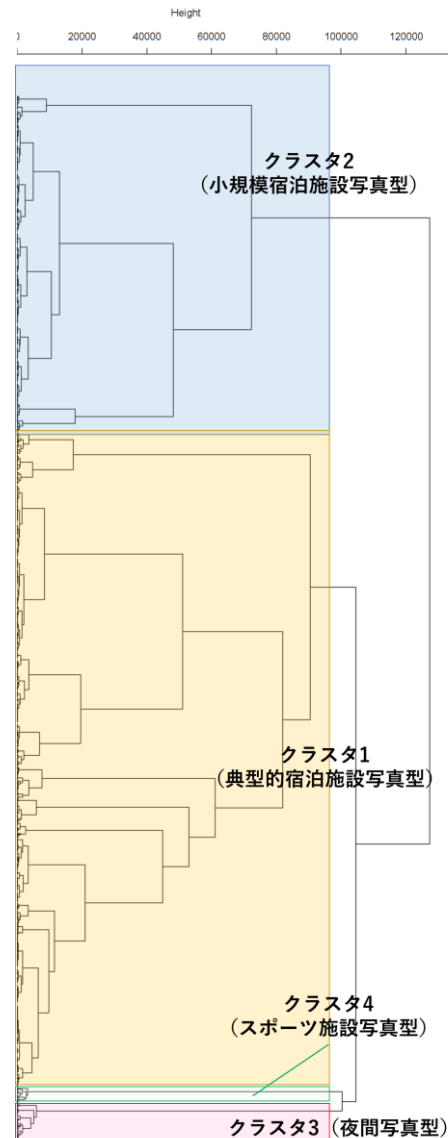 Height
0 20000 40000 60000 80000 100000 120000
クラスタ2
（小規模宿泊施設写真型）
クラスタ1
（典型的宿泊施設写真型）
クラスタ4
（スポーツ施設写真型）
クラスタ3（夜間写真型）